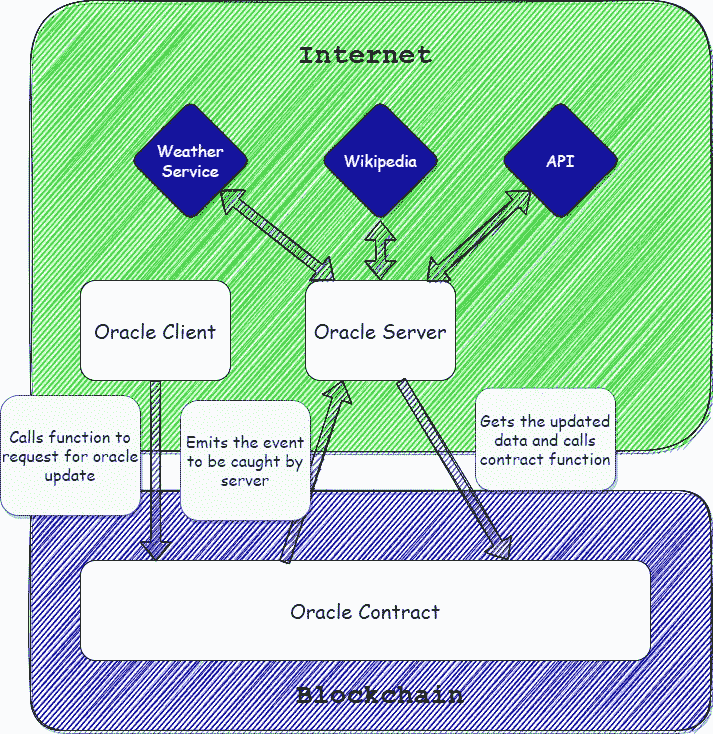 Internet
Weather
Service
Wikipedia
API
Oracle Client
Oracle Server
Calls function to
request for oracle
update
Emits the event
to be caught by
server
Gets the updated
data and calls
contract function
Oracle Contract
Blockchain